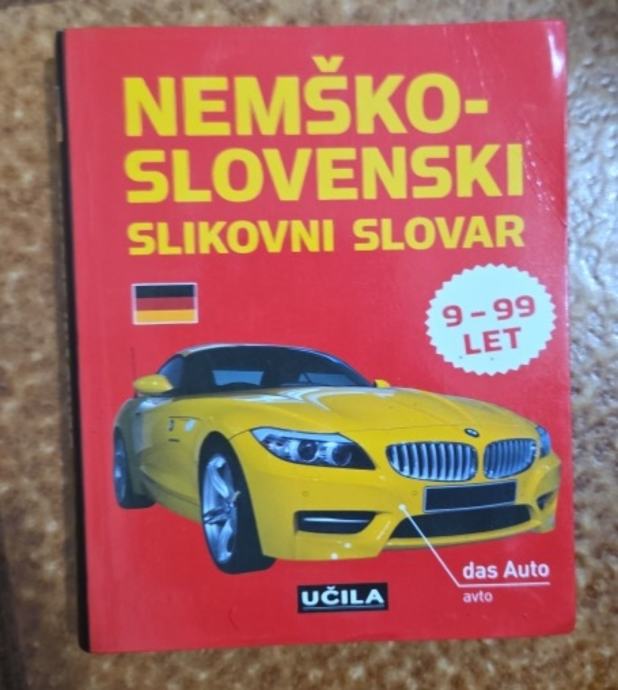 NEMŠKO-
SLOVENSKI
SLIKOVNI SLOVAR
9-99
LET
das Auto
avto
UČILA